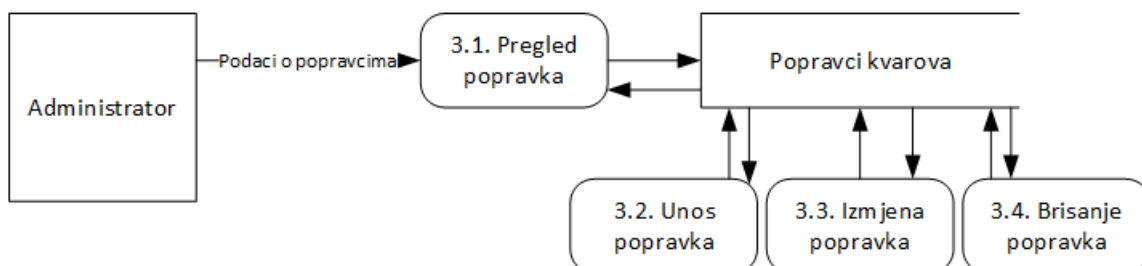 Administrator
Podaci o popravcima
3.1. Pregled
popravka
Popravci kvarova
3.2. Unos
popravka
3.3. Izmjena
popravka
3.4. Brisanje
popravka